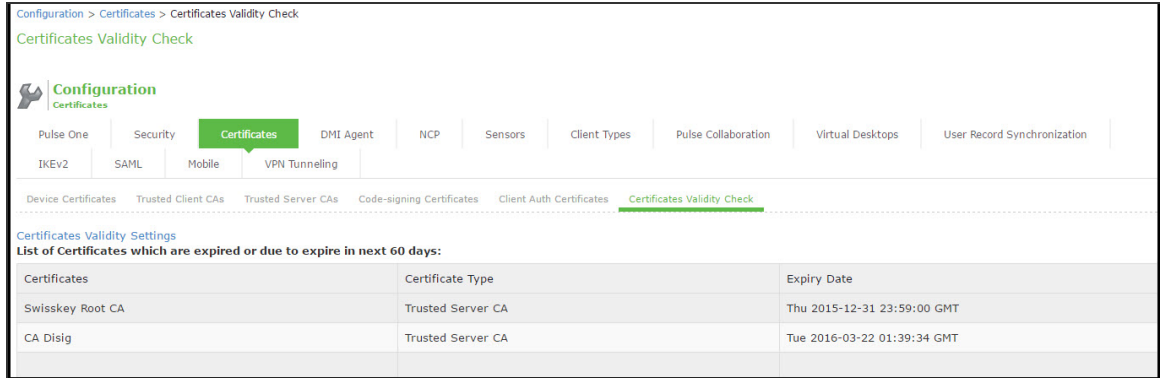 Configuration > Certificates > Certificates Validity Check
Certificates Validity Check
Configuration
Certificates
Pulse One Security Certificates DMI Agent NCP Sensors Client Types Pulse Collaboration Virtual Desktops User Record Synchronization
IKEv2 SAML Mobile VPN Tunneling
Device Certificates Trusted Client CAs Trusted Server CAs Code-signing Certificates Client Auth Certificates Certificates Validity Check
Certificates Validity Settings
List of Certificates which are expired or due to expire in next 60 days:
Certificates Certificate Type Expiry Date
Swisskey Root CA Trusted Server CA Thu 2015-12-31 23:59:00 GMT
CA Disig Trusted Server CA Tue 2016-03-22 01:39:34 GMT